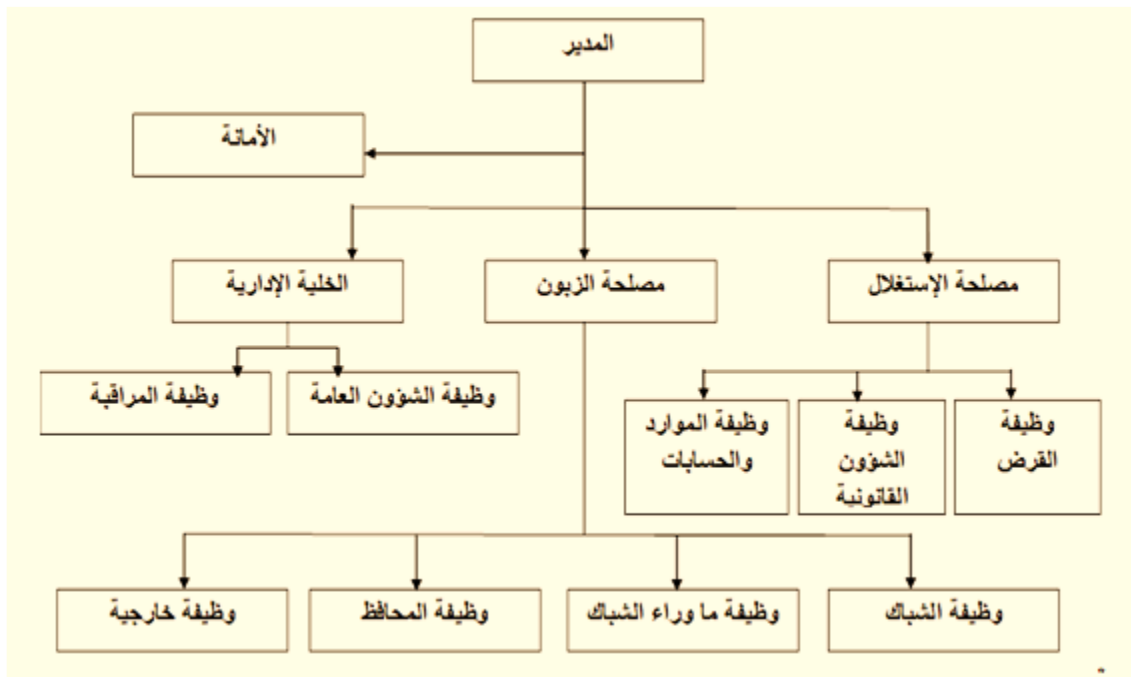 المدير
الأمانة
مصلحة الإستغلال
مصلحة الزبون
الخلية الإدارية
وظيفة الشؤون العامة
وظيفة المراقبة
وظيفة
القرض
وظيفة
الشؤون
القانونية
وظيفة الموارد
والحسابات
وظيفة الشباك
وظيفة ما وراء الشباك
وظيفة المحافظ
وظيفة خارجية